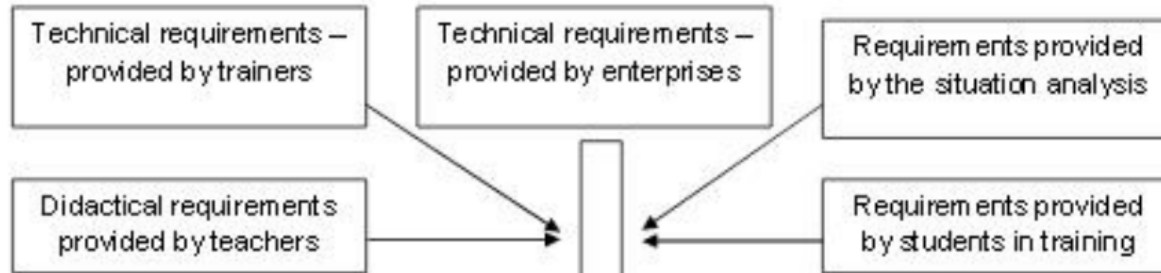 Technical requirements –
provided by trainers
Technical requirements –
provided by enterprises
Requirements provided
by the situation analysis
Didactical requirements
provided by teachers
Requirements provided
by students in training